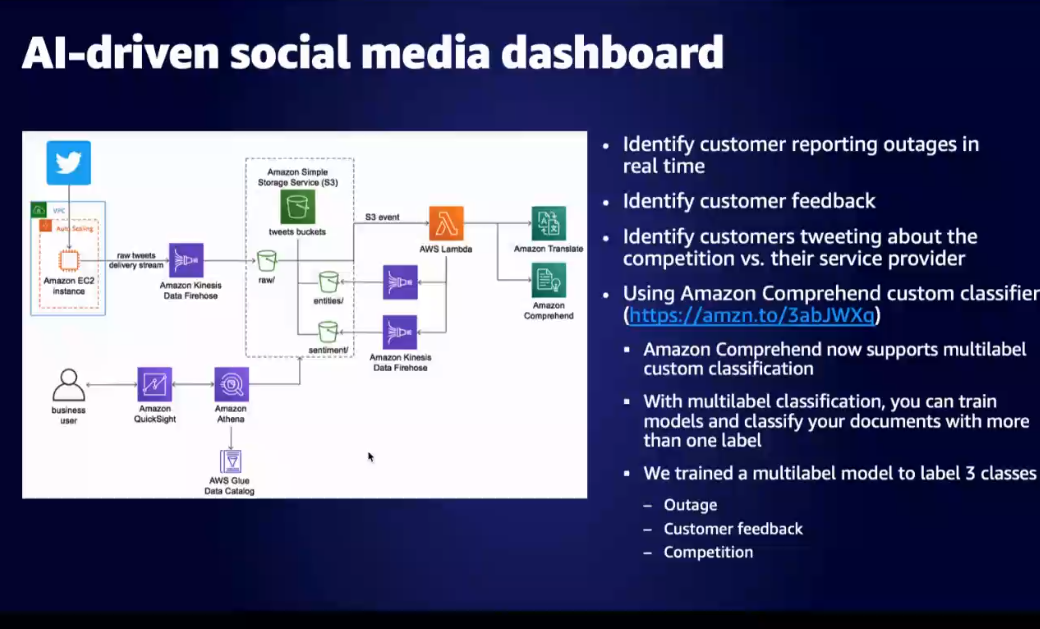 AI-driven social media dashboard
Amazon Simple
Storage Service (S3)
VPC
Auto Scaling
tweets buckets
S3 event
AWS Lambda
Amazon Translate
raw tweets
delivery stream
Amazon EC2
instance
Amazon Kinesis
Data Firehose
raw/
entities/
Amazon
Comprehend
sentiment/
Amazon Kinesis
Data Firehose
business
user
Amazon
QuickSight
Amazon
Athena
AWS Glue
Data Catalog
• Identify customer reporting outages in
real time
• Identify customer feedback
• Identify customers tweeting about the
competition vs. their service provider
• Using Amazon Comprehend custom classifier
(https://amzn.to/3abJWXq)
▪ Amazon Comprehend now supports multilabel
custom classification
▪ With multilabel classification, you can train
models and classify your documents with more
than one label
▪ We trained a multilabel model to label 3 classes
– Outage
– Customer feedback
– Competition